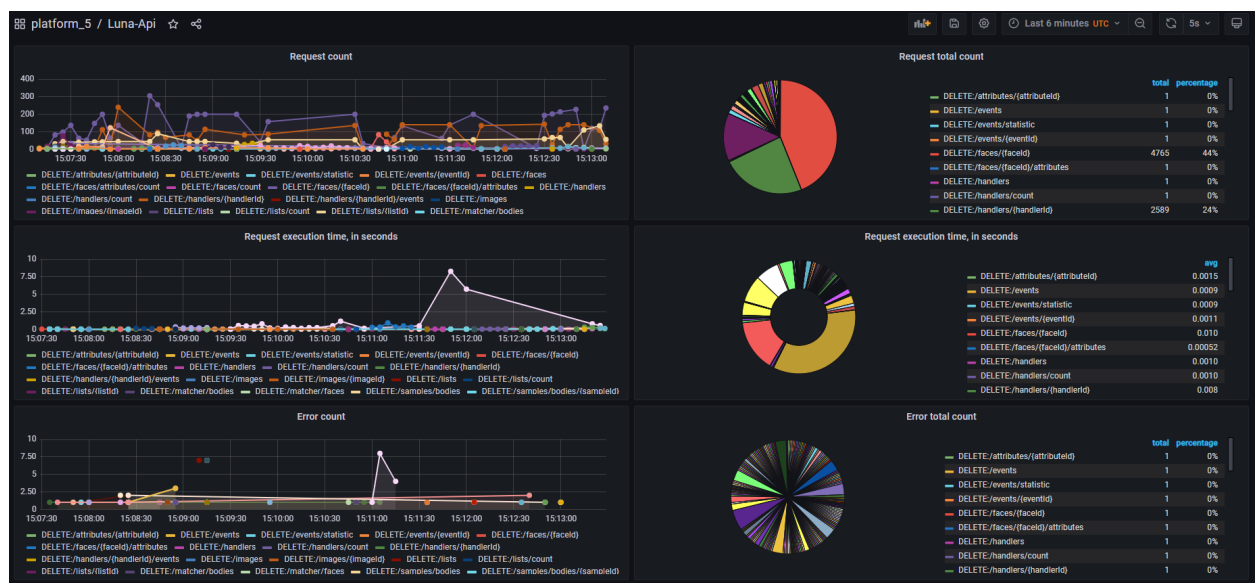 platform_5 / Luna-Api
Last 6 minutes UTC
5s
Request count
400
300
200
100
0
15:07:30 15:08:00 15:08:30 15:09:00 15:09:30 15:10:00 15:10:30 15:11:00 15:11:30 15:12:00 15:12:30 15:13:00
DELETE:/attributes/{attributeId} DELETE:/events DELETE:/events/statistic DELETE:/events/{eventId} DELETE:/faces
DELETE:/faces/attributes/count DELETE:/faces/count DELETE:/faces/{faceId} DELETE:/faces/{faceId}/attributes DELETE:/handlers
DELETE:/handlers/count DELETE:/handlers/{handlerId} DELETE:/handlers/{handlerId}/events DELETE:/images
DELETE:/images/{imageId} DELETE:/lists DELETE:/lists/count DELETE:/lists/{listId} DELETE:/matcher/bodies
Request total count
total percentage
DELETE:/attributes/{attributeId} 1 0%
DELETE:/events 1 0%
DELETE:/events/statistic 1 0%
DELETE:/events/{eventId} 1 0%
DELETE:/faces/{faceId} 4765 44%
DELETE:/faces/{faceId}/attributes 1 0%
DELETE:/handlers 1 0%
DELETE:/handlers/count 1 0%
DELETE:/handlers/{handlerId} 2589 24%
Request execution time, in seconds
10
7.50
5
2.50
0
15:07:30 15:08:00 15:08:30 15:09:00 15:09:30 15:10:00 15:10:30 15:11:00 15:11:30 15:12:00 15:12:30 15:13:00
DELETE:/attributes/{attributeId} DELETE:/events DELETE:/events/statistic DELETE:/events/{eventId} DELETE:/faces/{faceId}
DELETE:/faces/{faceId}/attributes DELETE:/handlers DELETE:/handlers/count DELETE:/handlers/{handlerId}
DELETE:/handlers/{handlerId}/events DELETE:/images DELETE:/images/{imageId} DELETE:/lists DELETE:/lists/count
DELETE:/lists/{listId} DELETE:/matcher/bodies DELETE:/matcher/faces DELETE:/samples/bodies DELETE:/samples/bodies/{sampleId}
Request execution time, in seconds
avg
DELETE:/attributes/{attributeId} 0.0015
DELETE:/events 0.0009
DELETE:/events/statistic 0.0009
DELETE:/events/{eventId} 0.0011
DELETE:/faces/{faceId} 0.010
DELETE:/faces/{faceId}/attributes 0.00052
DELETE:/handlers 0.0010
DELETE:/handlers/count 0.0010
DELETE:/handlers/{handlerId} 0.008
Error count
10
7.50
5
2.50
0
15:07:30 15:08:00 15:08:30 15:09:00 15:09:30 15:10:00 15:10:30 15:11:00 15:11:30 15:12:00 15:12:30 15:13:00
DELETE:/attributes/{attributeId} DELETE:/events DELETE:/events/statistic DELETE:/events/{eventId} DELETE:/faces/{faceId}
DELETE:/faces/{faceId}/attributes DELETE:/handlers DELETE:/handlers/count DELETE:/handlers/{handlerId}
DELETE:/handlers/{handlerId}/events DELETE:/images DELETE:/images/{imageId} DELETE:/lists DELETE:/lists/count
DELETE:/lists/{listId} DELETE:/matcher/bodies DELETE:/matcher/faces DELETE:/samples/bodies DELETE:/samples/bodies/{sampleId}
Error total count
total percentage
DELETE:/attributes/{attributeId} 1 0%
DELETE:/events 1 0%
DELETE:/events/statistic 1 0%
DELETE:/events/{eventId} 1 0%
DELETE:/faces/{faceId} 1 0%
DELETE:/faces/{faceId}/attributes 1 0%
DELETE:/handlers 1 0%
DELETE:/handlers/count 1 0%
DELETE:/handlers/{handlerId} 1 0%